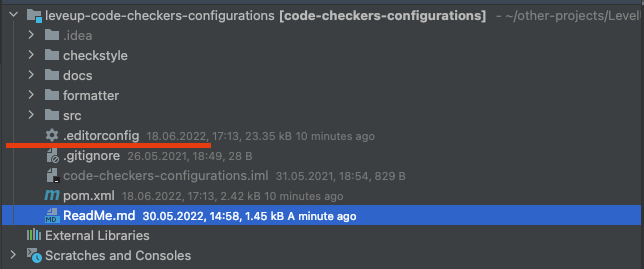 leveup-code-checkers-configurations [code-checkers-configurations] - ~/other-projects/Level
.idea
checkstyle
docs
formatter
src
.editorconfig 18.06.2022, 17:13, 23.35 kB 10 minutes ago
.gitignore 26.05.2021, 18:49, 28 B
code-checkers-configurations.iml 31.05.2021, 18:54, 829 B
m pom.xml 18.06.2022, 17:13, 2.42 kB 10 minutes ago
MD ReadMe.md 30.05.2022, 14:58, 1.45 kB A minute ago
External Libraries
Scratches and Consoles